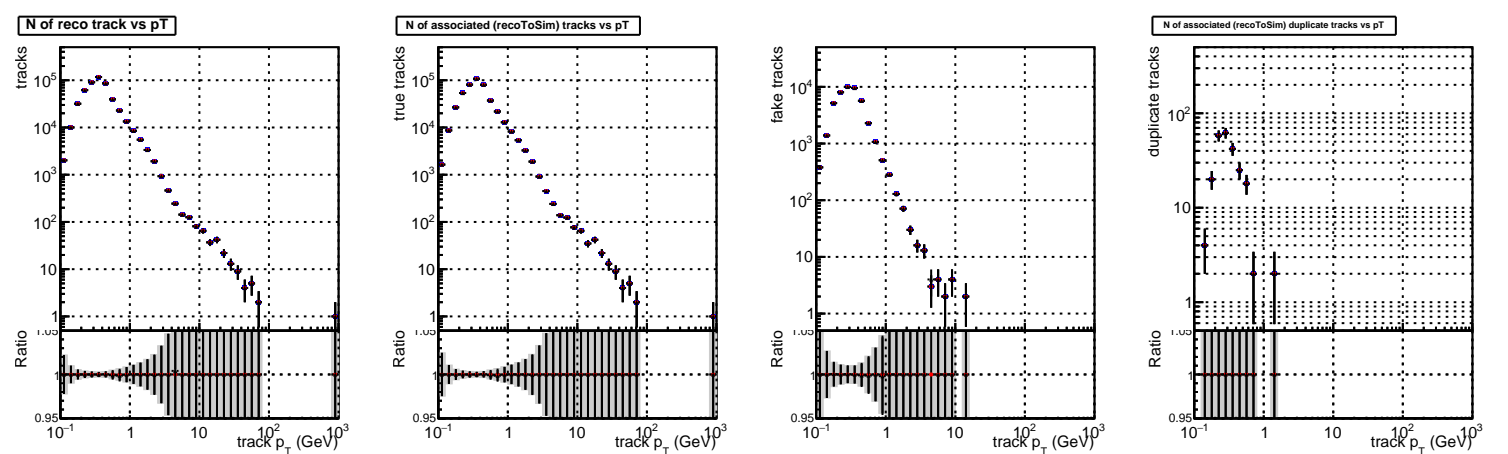 N of reco track vs pT
tracks
10^5
10^4
10^3
10^2
10
1
Ratio
1.05
1
0.95
10^-1 1 10 10^2 10^3
track p_T (GeV)
N of associated (recoToSim) tracks vs pT
true tracks
10^5
10^4
10^3
10^2
10
1
Ratio
1.05
1
0.95
10^-1 1 10 10^2 10^3
track p_T (GeV)
fake tracks
10^4
10^3
10^2
10
1
Ratio
1.05
1
0.95
10^-1 1 10 10^2 10^3
track p_T (GeV)
N of associated (recoToSim) duplicate tracks vs pT
duplicate tracks
10^2
10
1
Ratio
1.05
1
0.95
10^-1 1 10 10^2 10^3
track p_T (GeV)